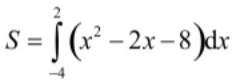 S = ∫_{-4}^{2} (x² – 2x – 8)dx